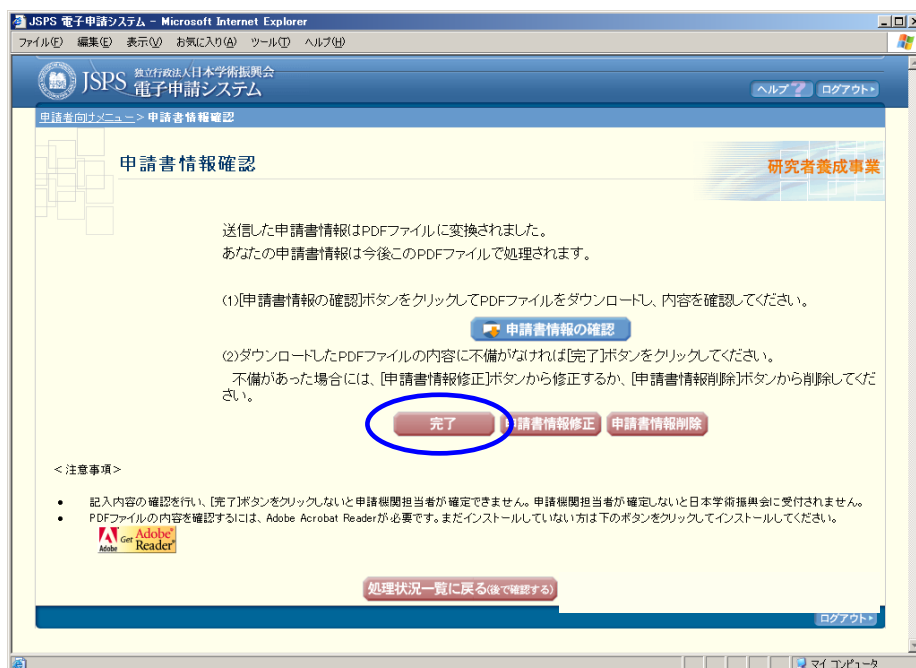 JSPS 電子申請システム - Microsoft Internet Explorer
ファイル(F) 編集(E) 表示(V) お気に入り(A) ツール(T) ヘルプ(H)
JSPS 独立行政法人日本学術振興会
電子申請システム
ヘルプ? ログアウト
申請者向けメニュー>申請書情報確認
申請書情報確認
研究者養成事業
送信した申請書情報はPDFファイルに変換されました。
あなたの申請書情報は今後このPDFファイルで処理されます。
(1)[申請書情報の確認]ボタンをクリックしてPDFファイルをダウンロードし、内容を確認してください。
申請書情報の確認
(2)ダウンロードしたPDFファイルの内容に不備がなければ[完了]ボタンをクリックしてください。
不備があった場合には、[申請書情報修正]ボタンから修正するか、[申請書情報削除]ボタンから削除してくだ
さい。
完了 申請書情報修正 申請書情報削除
<注意事項>
• 記入内容の確認を行い、[完了]ボタンをクリックしないと申請機関担当者が確定できません。申請機関担当者が確定しないと日本学術振興会に受付されません。
• PDFファイルの内容を確認するには、Adobe Acrobat Readerが必要です。まだインストールしていない方は下のボタンをクリックしてインストールしてください。
Adobe Get Adobe Reader
処理状況一覧に戻る(後で確認する)
ログアウト
マイ コンピュータ